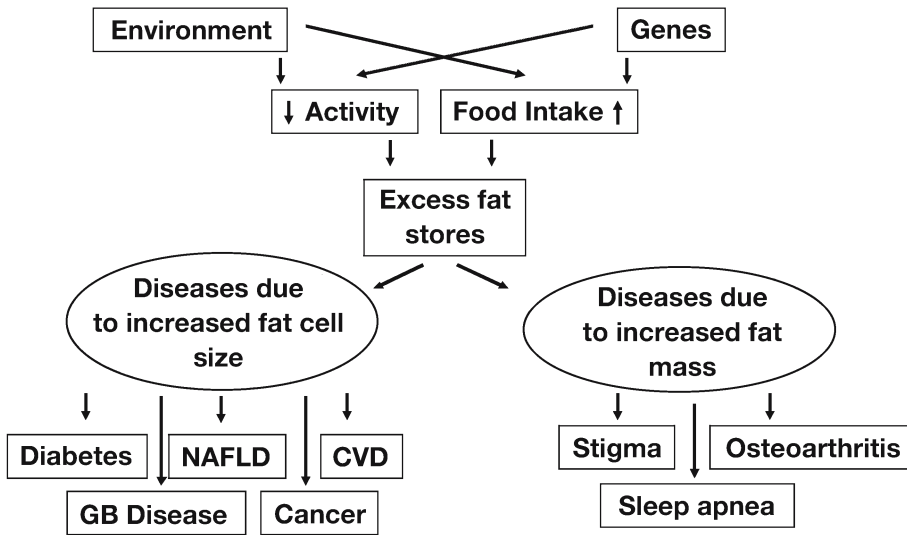 Environment
Genes
↓ Activity
Food Intake ↑
Excess fat
stores
Diseases due
to increased fat cell
size
Diseases due
to increased fat
mass
Diabetes
NAFLD
CVD
GB Disease
Cancer
Stigma
Osteoarthritis
Sleep apnea